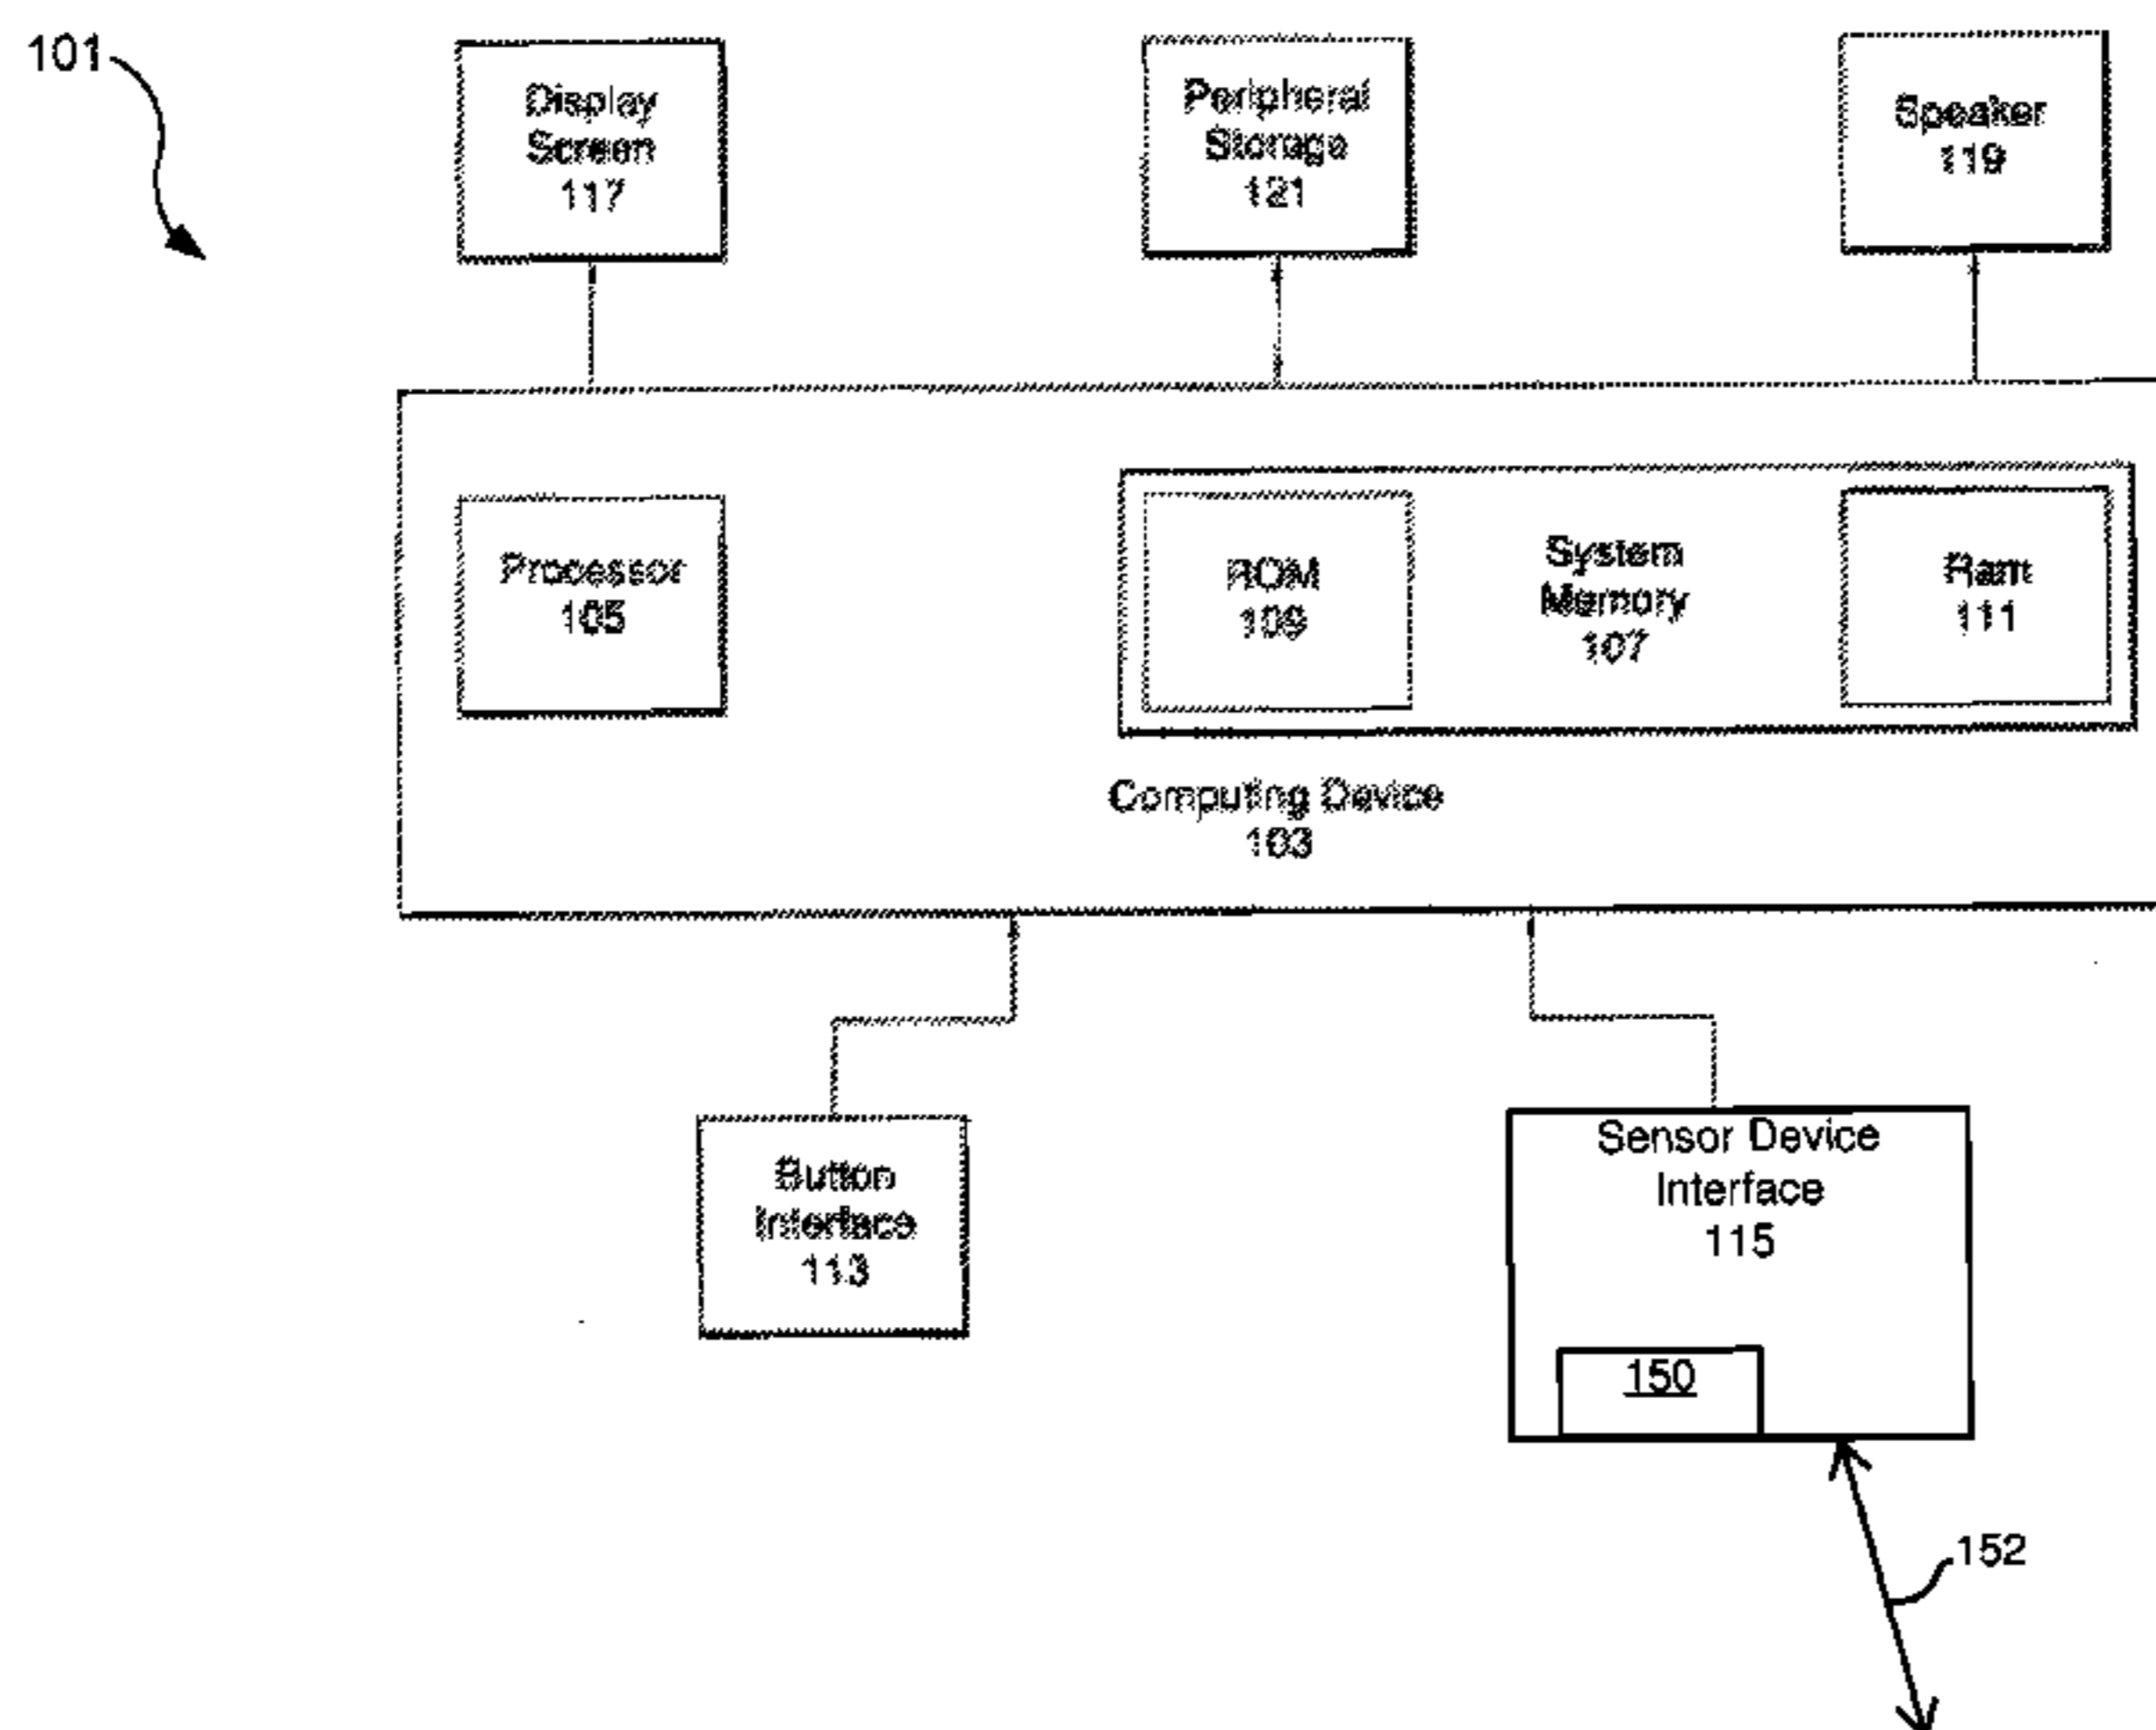 101
Display
Screen
117
Peripheral
Storage
121
Speaker
119
Processor
105
ROM
109
System
Memory
107
Ram
111
Computing Device
103
Button
Interface
113
Sensor Device
Interface
115
150
152